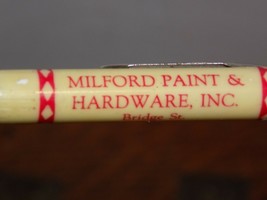 MILFORD PAINT &
HARDWARE, INC.
Bridge St.